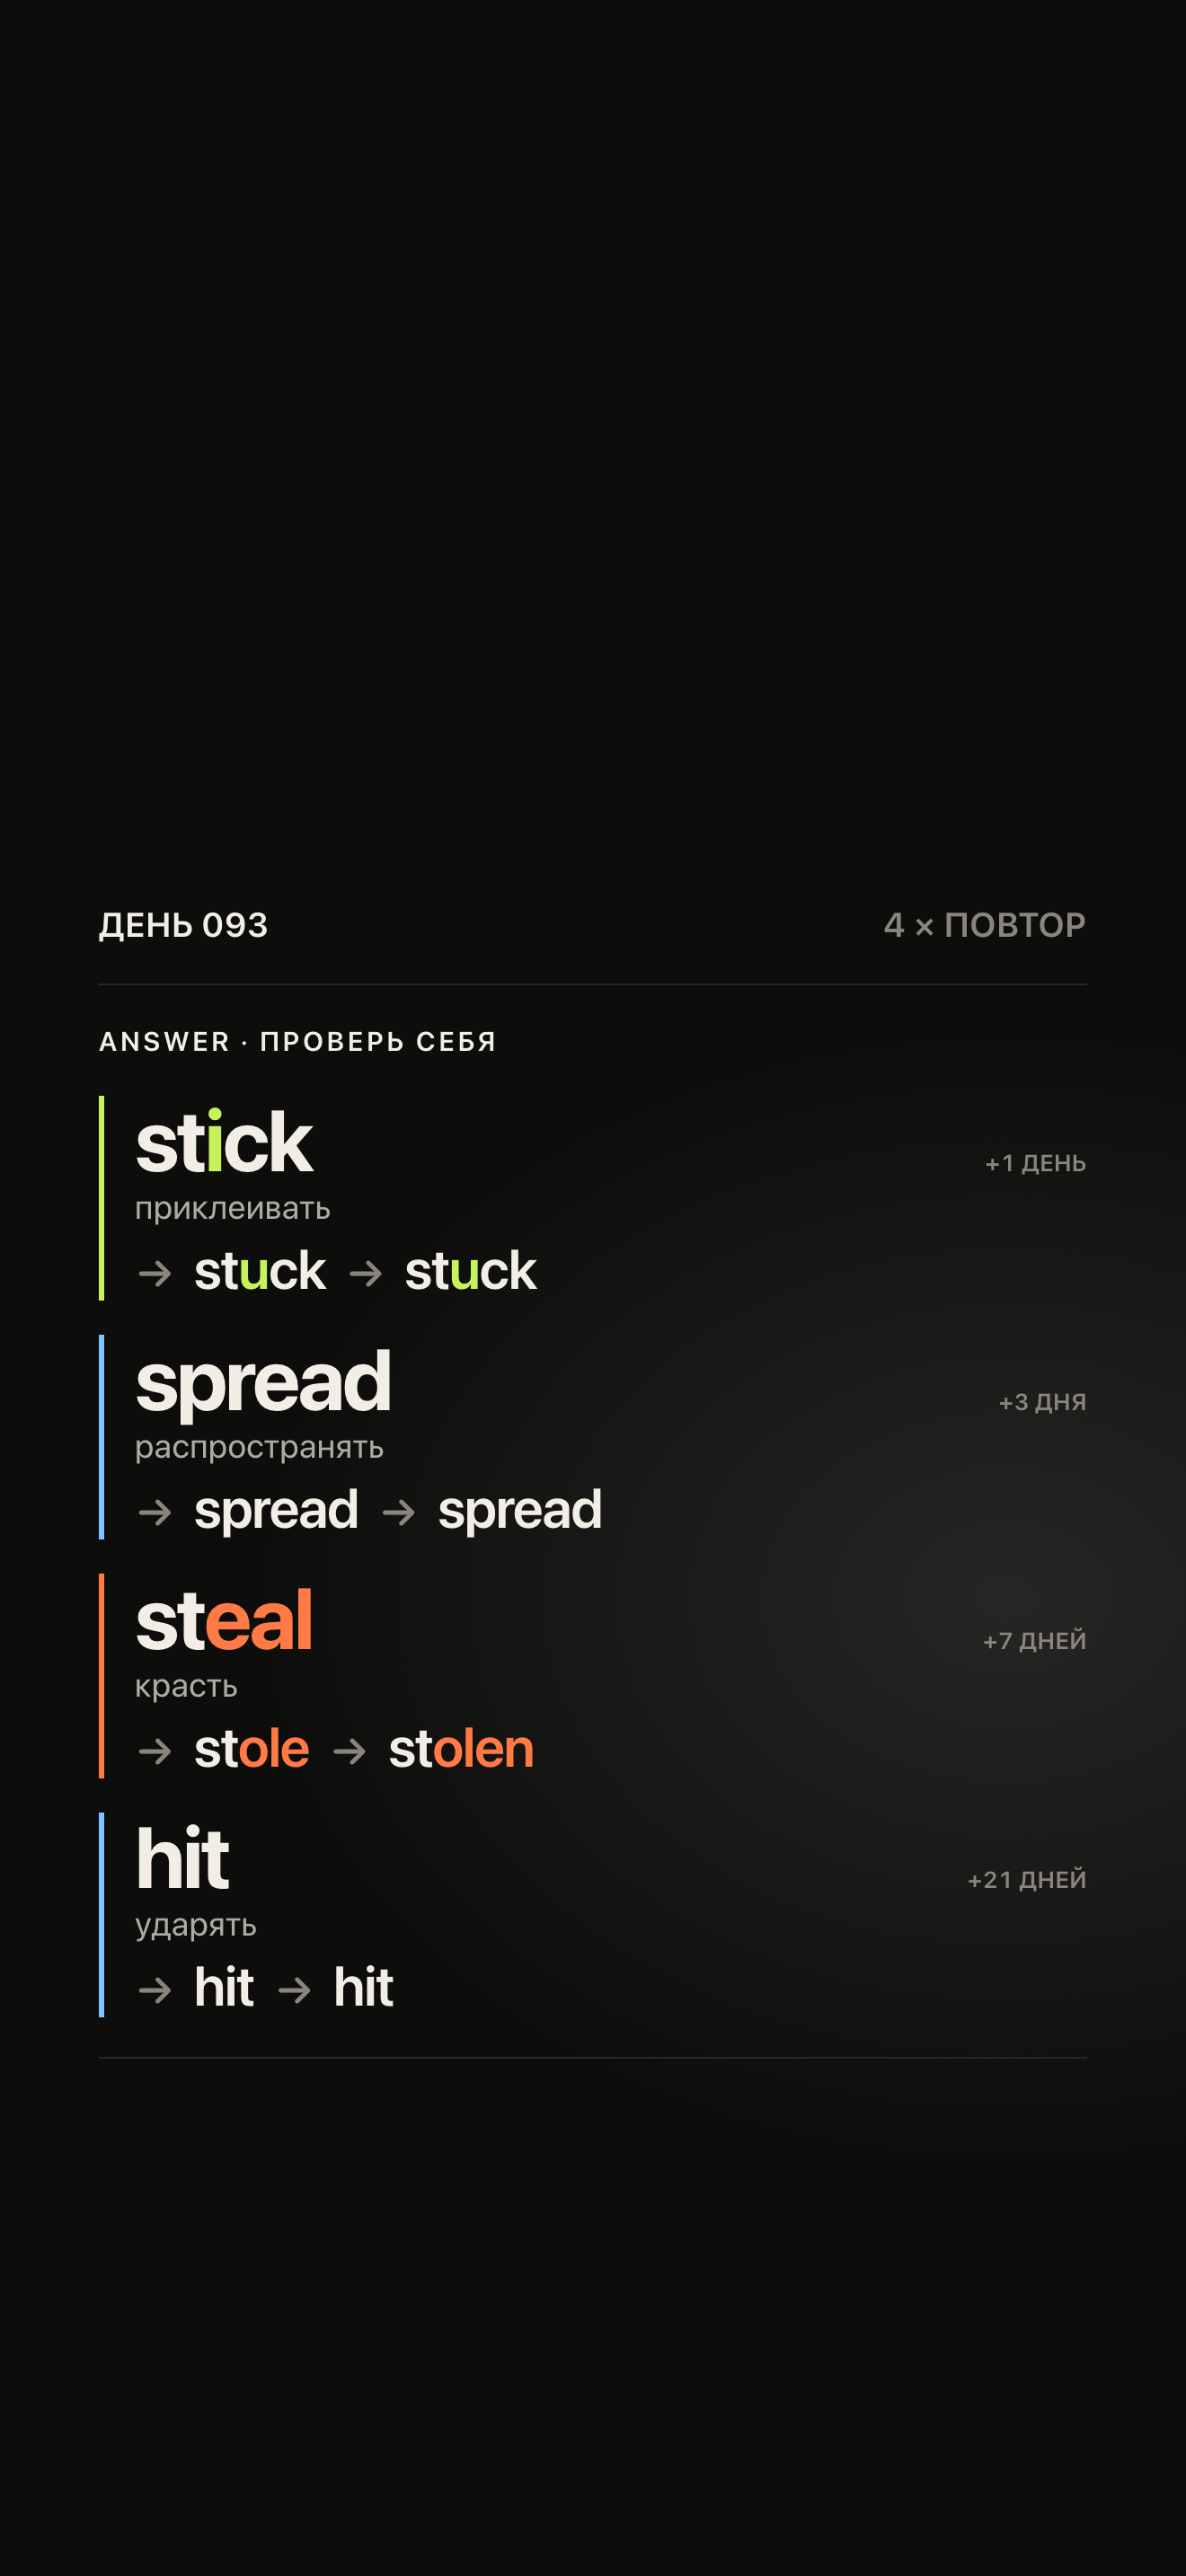 ДЕНЬ 093
4 × ПОВТОР
ANSWER · ПРОВЕРЬ СЕБЯ
stick
+1 ДЕНЬ
приклеивать
→ stuck → stuck
spread
+3 ДНЯ
распространять
→ spread → spread
steal
+7 ДНЕЙ
красть
→ stole → stolen
hit
+21 ДНЕЙ
ударять
→ hit → hit